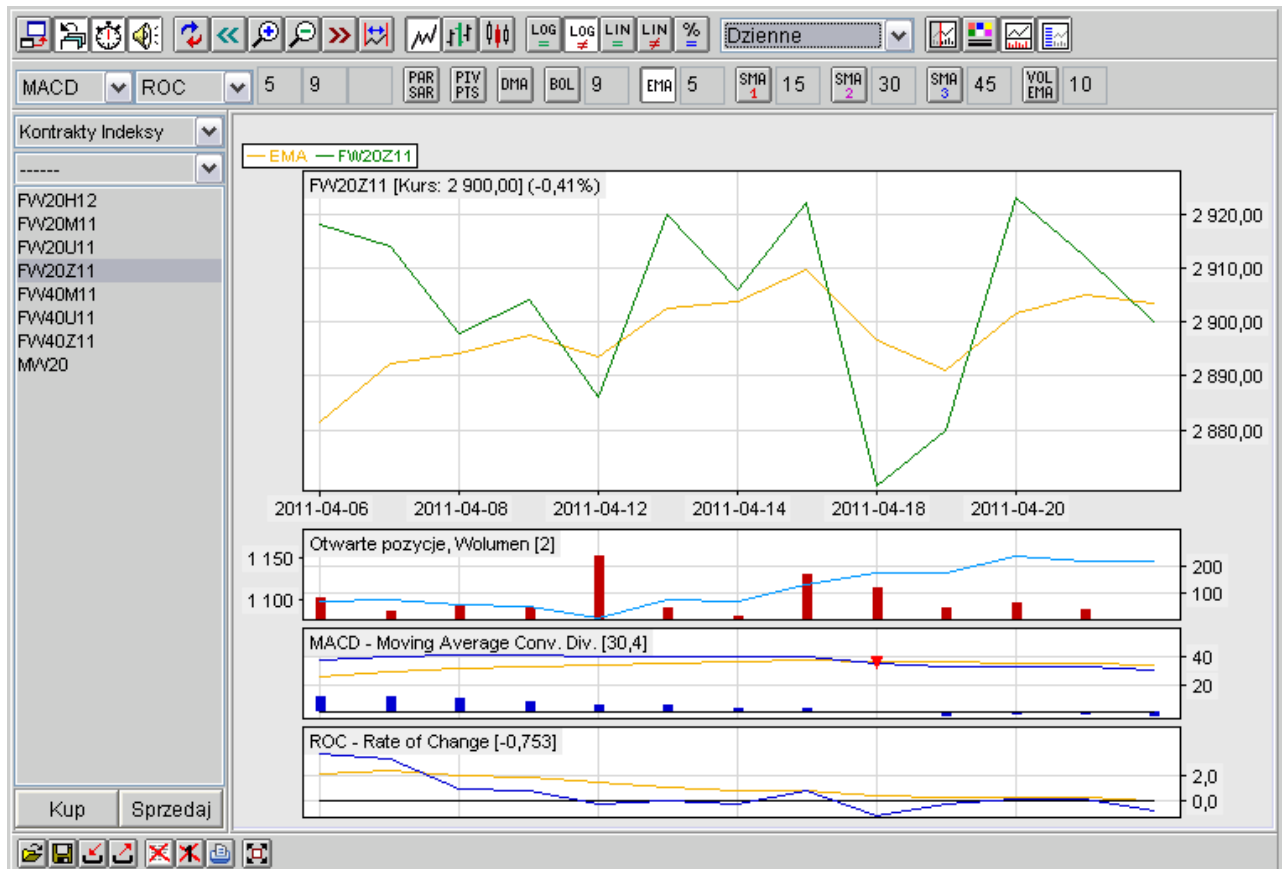 LOG LOG LIN LIN % Dzienne
MACD ROC 5 9 PAR SAR PIV PTS DMA BOL 9 EMA 5 SMA 1 15 SMA 2 30 SMA 3 45 VOL EMA 10
Kontrakty Indeksy
------
FW20H12
FW20M11
FW20U11
FW20Z11
FW40M11
FW40U11
FW40Z11
MW20
Kup Sprzedaj
EMA FW20Z11
FW20Z11 [Kurs: 2 900,00] (-0,41%)
2 920,00
2 910,00
2 900,00
2 890,00
2 880,00
2011-04-06 2011-04-08 2011-04-12 2011-04-14 2011-04-18 2011-04-20
Otwarte pozycje, Wolumen [2]
1 150
1 100
200
100
MACD - Moving Average Conv. Div. [30,4]
40
20
ROC - Rate of Change [-0,753]
2,0
0,0